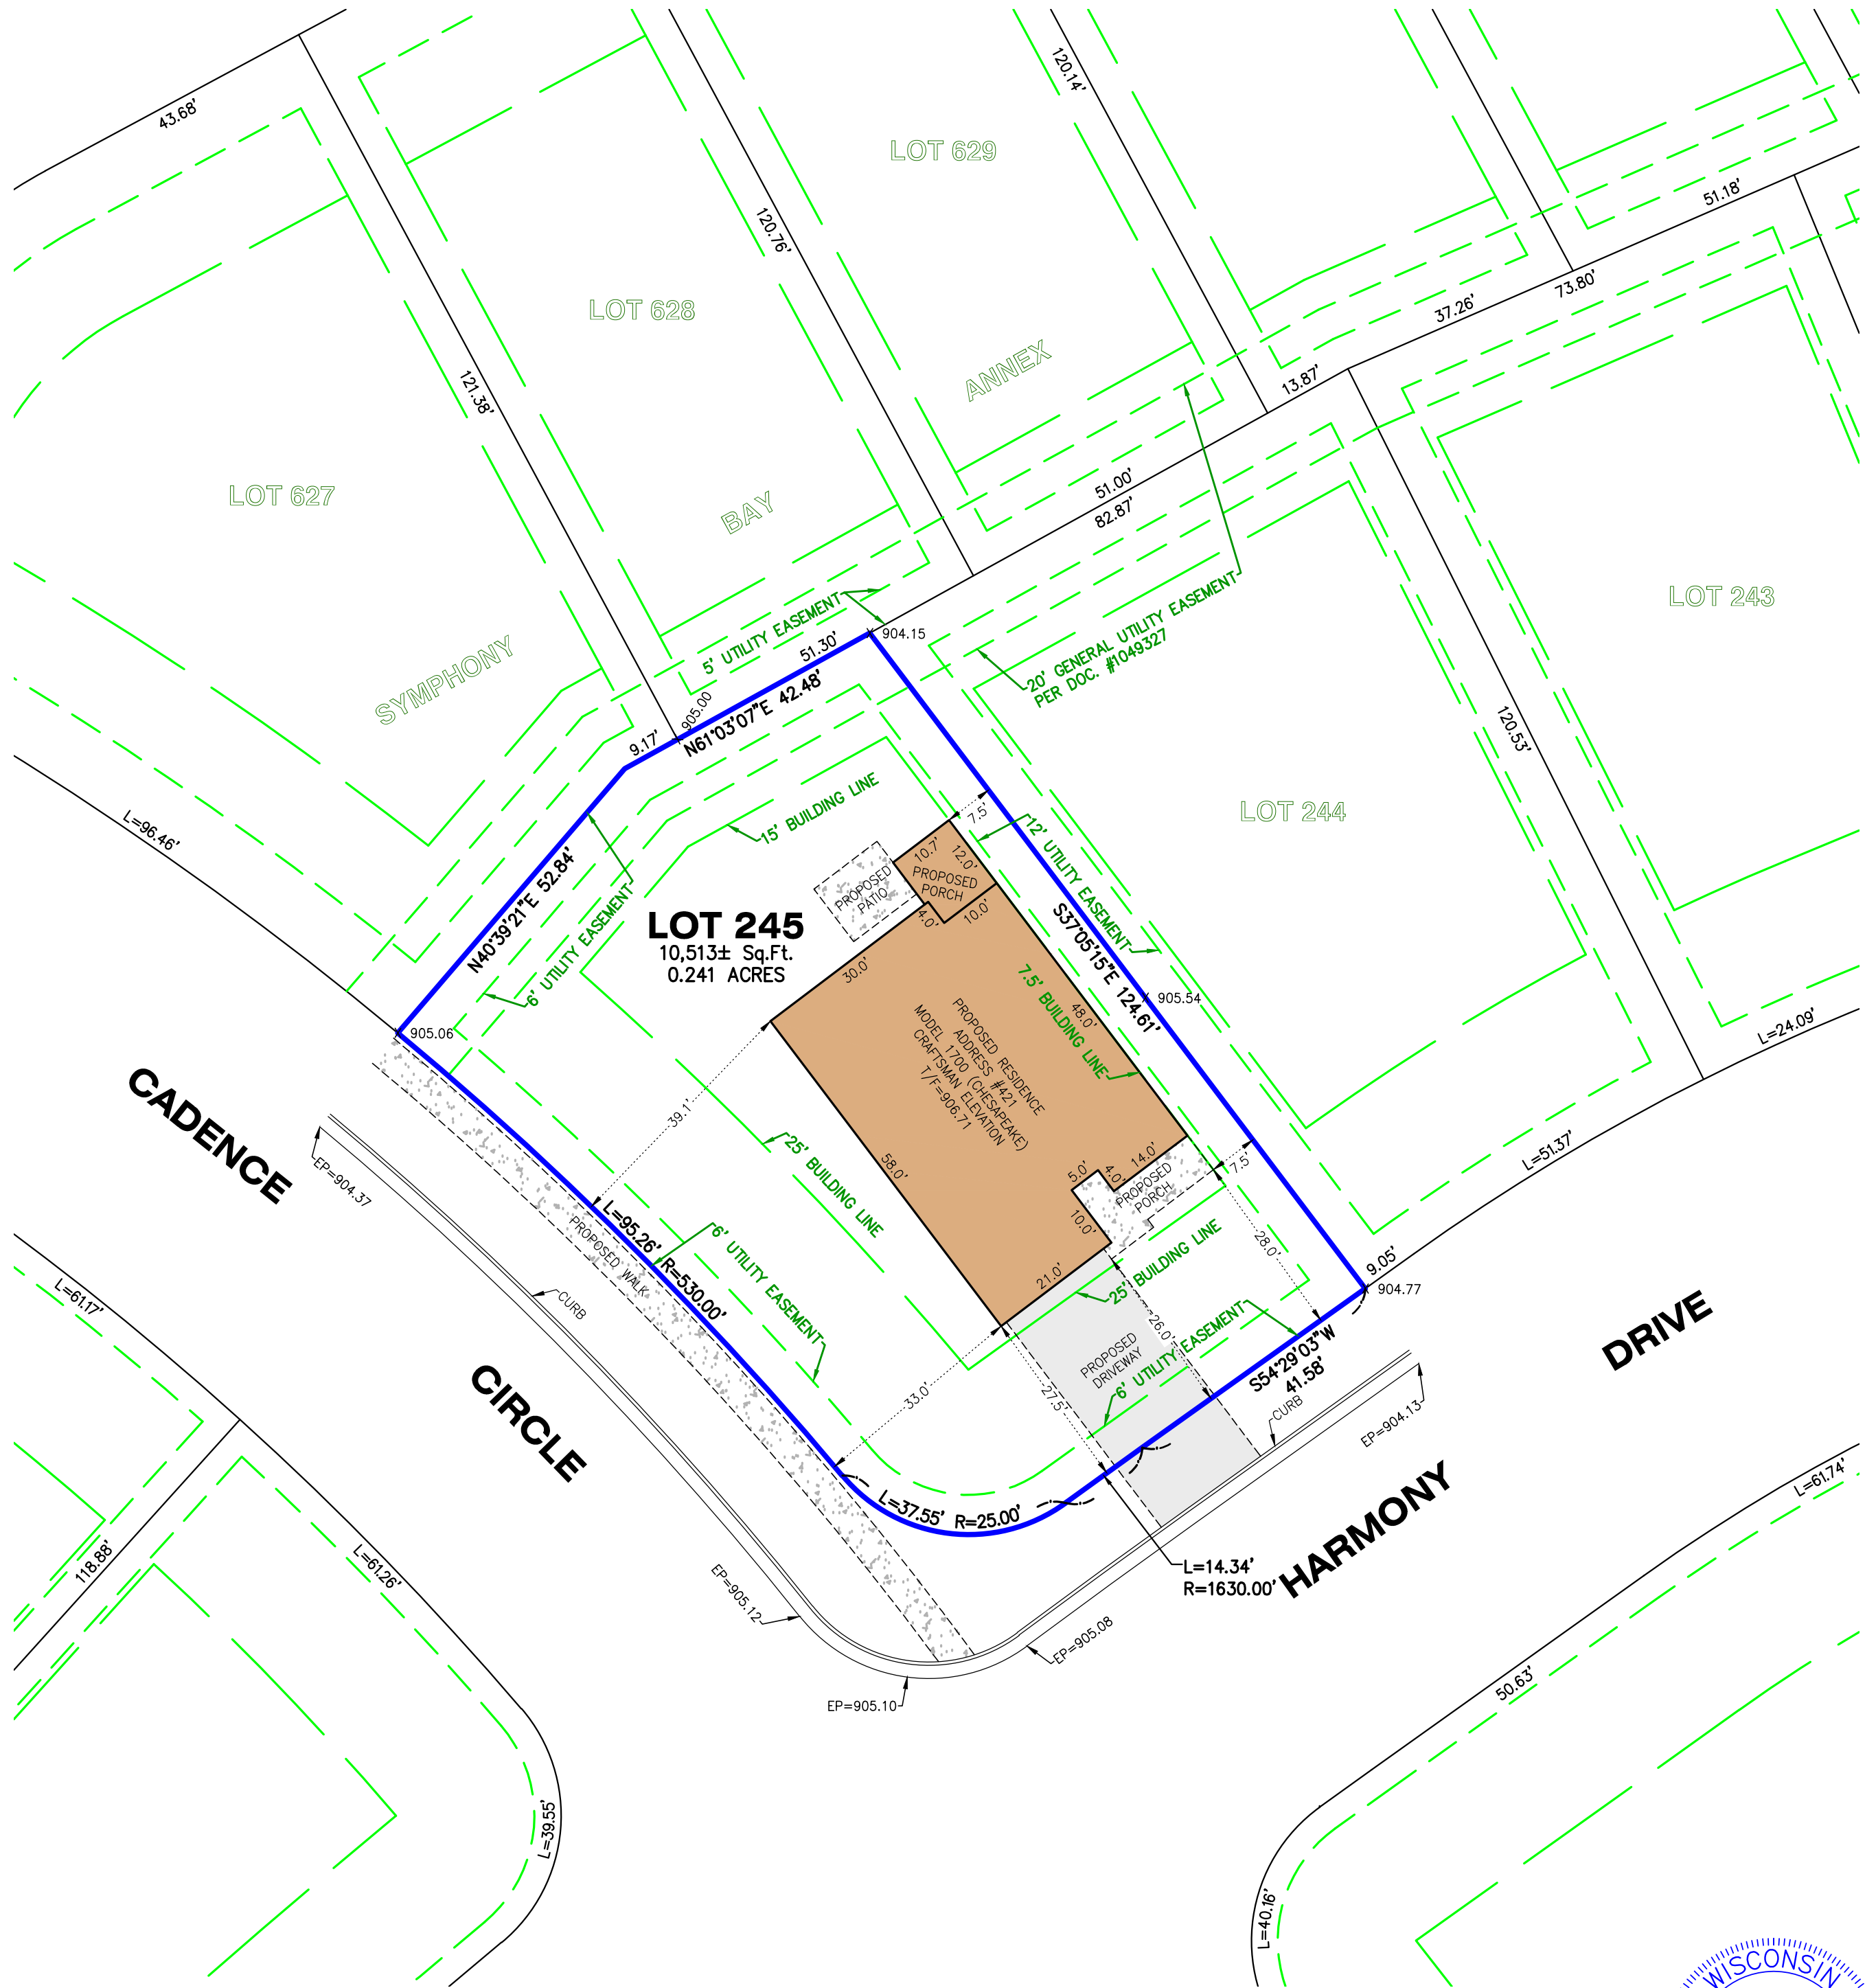 43.68'
120.14'
LOT 629
51.18'
120.76'
73.80'
37.26'
LOT 628
ANNEX
13.87'
121.38'
LOT 627
BAY
51.00'
82.87'
LOT 243
5' UTILITY EASEMENT
20' GENERAL UTILITY EASEMENT
PER DOC. #1049327
51.30'
904.15
SYMPHONY
905.00
N61°03'07"E 42.48'
9.17'
120.53'
15' BUILDING LINE
7.5'
LOT 244
L=96.46'
12' UTILITY EASEMENT
N40°39'21"E 52.84'
6' UTILITY EASEMENT
10.7'
12.0'
PROPOSED
PORCH
PROPOSED
PATIO
4.0'
10.0'
LOT 245
10,513± Sq.Ft.
0.241 ACRES
30.0'
S37°05'15"E 124.61'
905.54
7.5' BUILDING LINE
48.0'
PROPOSED RESIDENCE
ADDRESS #421
MODEL 1700 (CHESAPEAKE)
CRAFTSMAN ELEVATION
T/F=906.71
L=24.09'
905.06
CADENCE
39.1'
EP=904.37
25' BUILDING LINE
58.0'
5.0'
4.0'
14.0'
PROPOSED
PORCH
7.5'
L=51.37'
10.0'
L=95.26' R=530.00'
PROPOSED WALK
6' UTILITY EASEMENT
CURB
28.0'
25' BUILDING LINE
21.0'
9.05'
904.77
L=61.17'
26.0'
6' UTILITY EASEMENT
PROPOSED
DRIVEWAY
S54°29'03"W
41.58'
DRIVE
CIRCLE
33.0'
27.5'
CURB
EP=904.13
L=37.55' R=25.00'
HARMONY
L=61.74'
118.88'
L=61.26'
EP=905.12
L=14.34'
R=1630.00'
EP=905.08
EP=905.10
50.63'
L=39.55'
L=40.16'
WISCONSIN